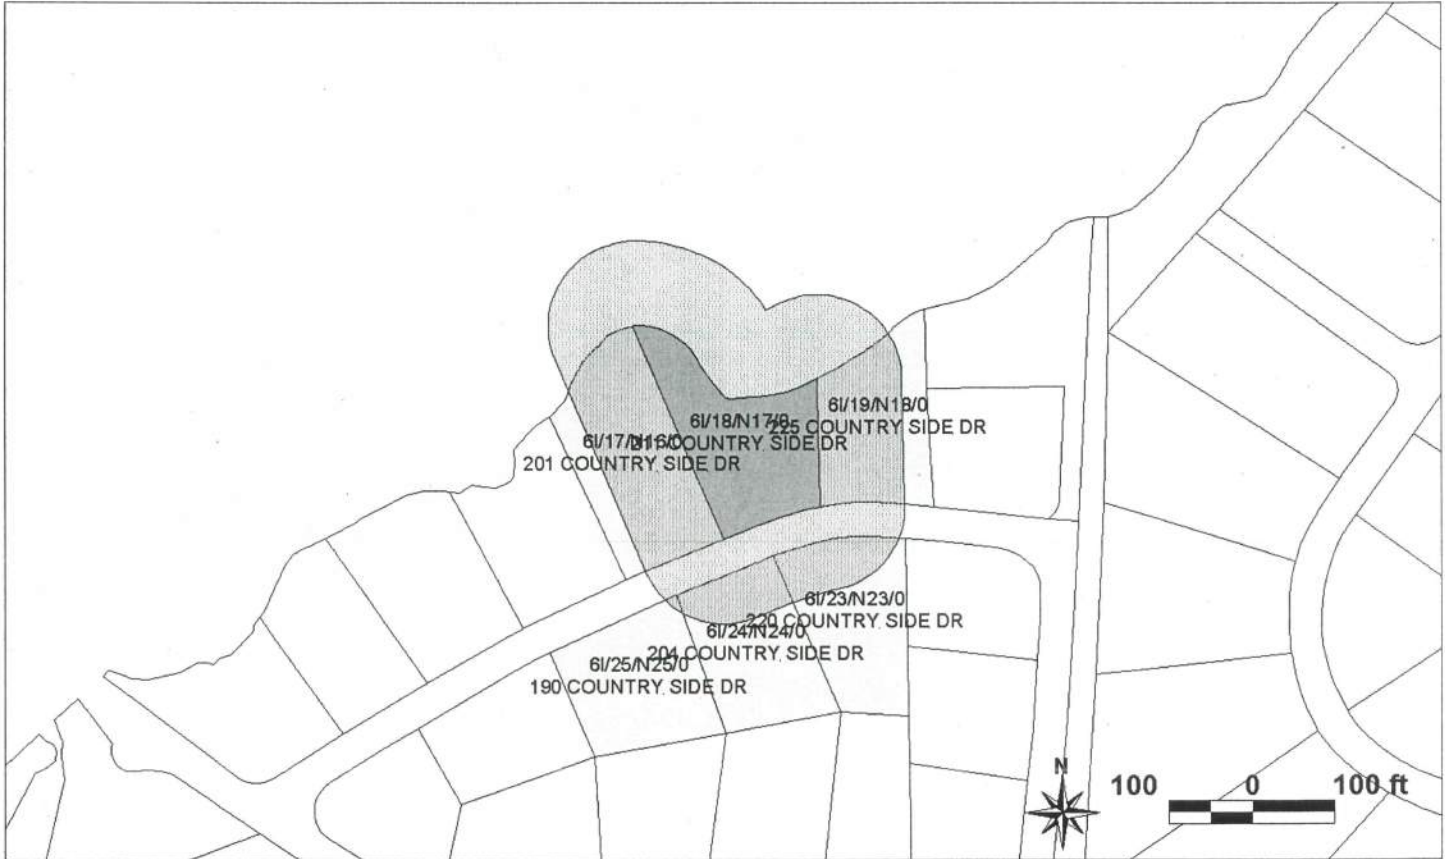 6I/19/N18/0
225 COUNTRY SIDE DR
6I/18/N17/0
211 COUNTRY SIDE DR
6I/17/N16/0
201 COUNTRY SIDE DR
6I/23/N23/0
220 COUNTRY SIDE DR
6I/24/N24/0
204 COUNTRY SIDE DR
6I/25/N25/0
190 COUNTRY SIDE DR
N
100 0 100 ft